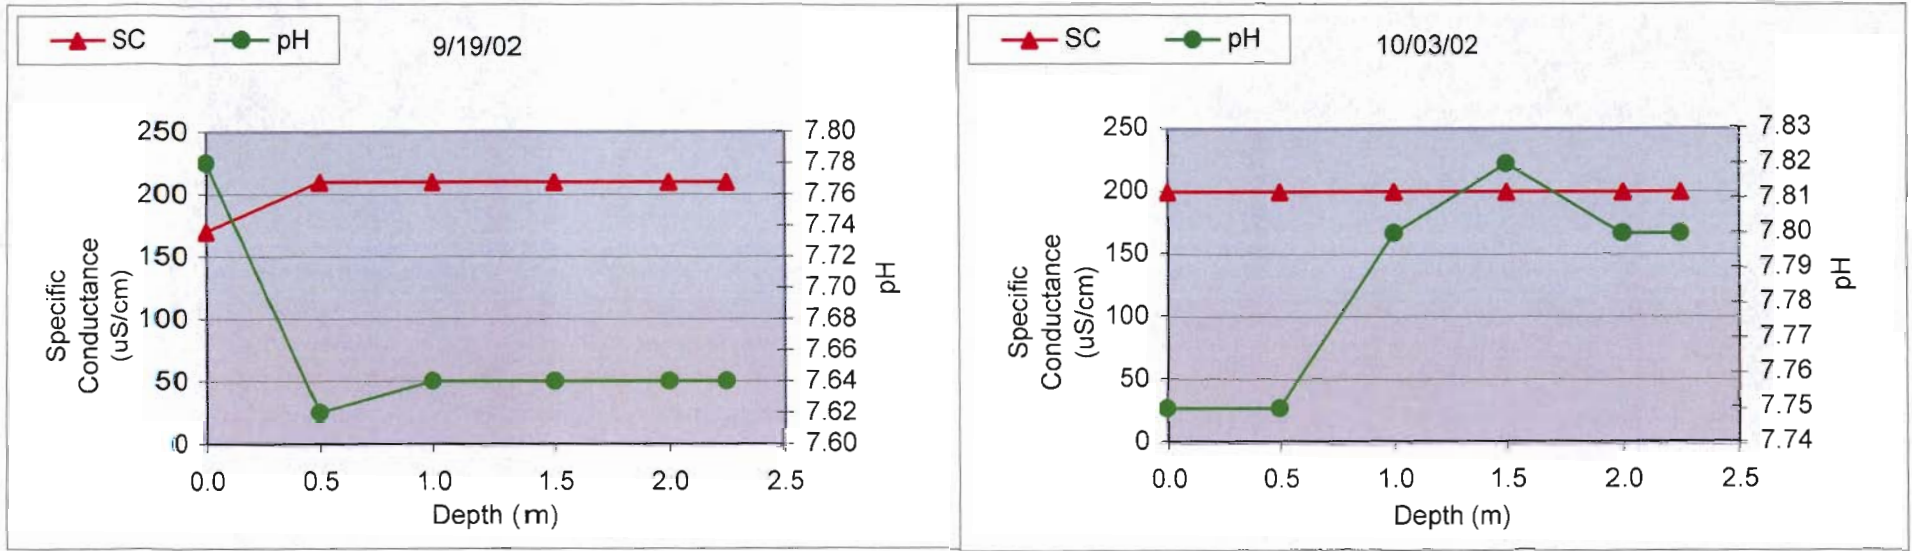 SC pH 9/19/02
250
200
150
100
50
0
Specific
Conductance
(uS/cm)
7.80
7.78
7.76
7.74
7.72
7.70
7.68
7.66
7.64
7.62
7.60
pH
0.0 0.5 1.0 1.5 2.0 2.5
Depth (m)
SC pH 10/03/02
250
200
150
100
50
0
Specific
Conductance
(uS/cm)
7.83
7.82
7.81
7.80
7.79
7.78
7.77
7.76
7.75
7.74
pH
0.0 0.5 1.0 1.5 2.0 2.5
Depth (m)